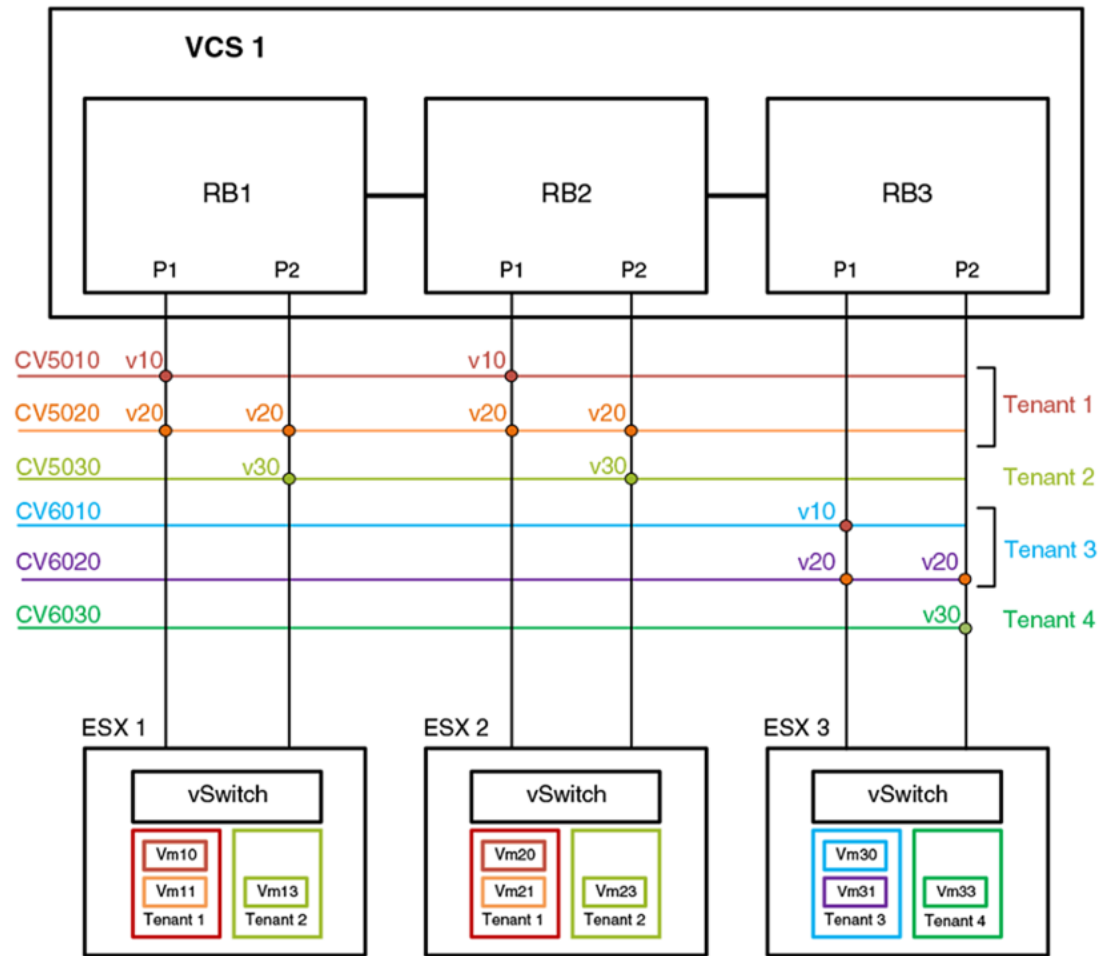 VCS 1
RB1 RB2 RB3
P1 P2 P1 P2 P1 P2
CV5010 v10 v10
CV5020 v20 v20 v20 v20 Tenant 1
CV5030 v30 v30 Tenant 2
CV6010 v10
CV6020 v20 v20 Tenant 3
CV6030 v30 Tenant 4
ESX 1 ESX 2 ESX 3
vSwitch vSwitch vSwitch
Vm10 Vm20 Vm30
Vm11 Vm13 Vm21 Vm23 Vm31 Vm33
Tenant 1 Tenant 2 Tenant 1 Tenant 2 Tenant 3 Tenant 4